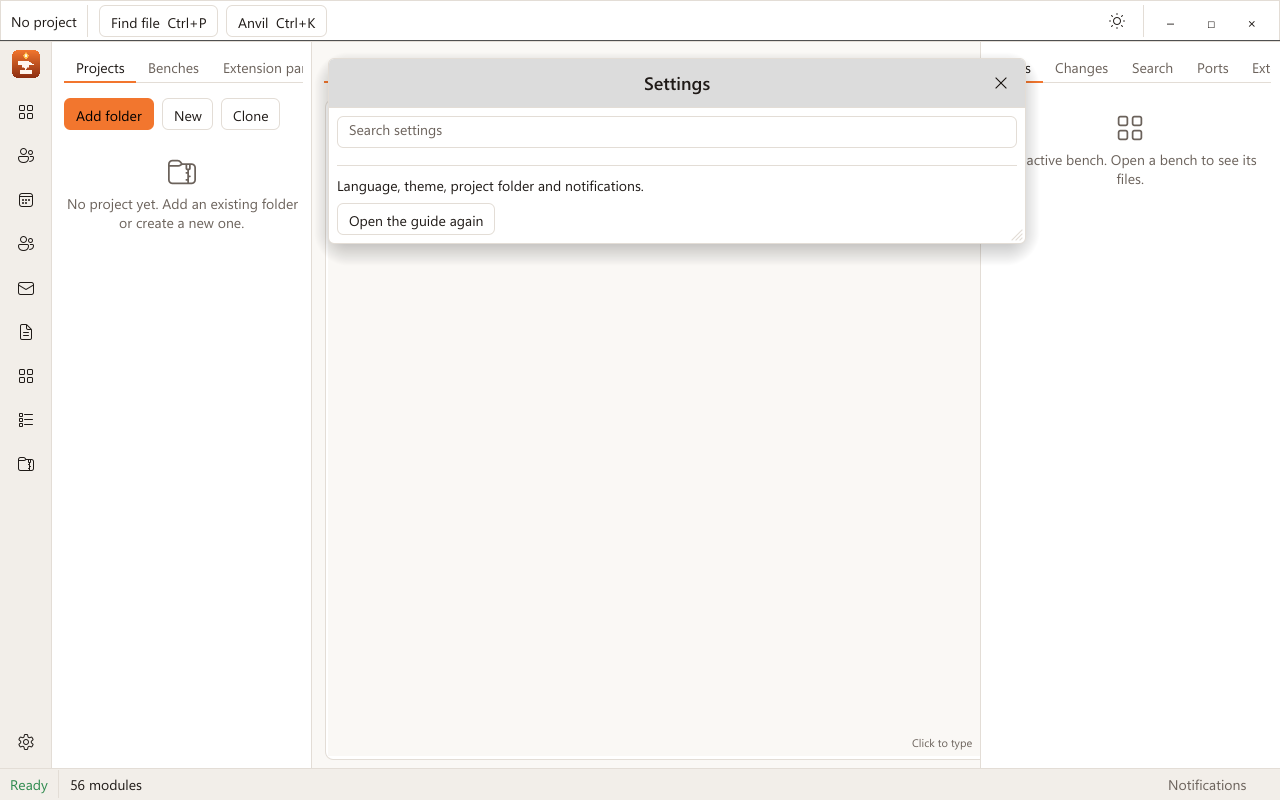 No project
Find file Ctrl+P
Anvil Ctrl+K
Projects
Benches
Extension par
Changes
Search
Ports
Ext
Settings
Search settings
Language, theme, project folder and notifications.
Open the guide again
Add folder
New
Clone
No project yet. Add an existing folder
or create a new one.
active bench. Open a bench to see its
files.
Click to type
Ready
56 modules
Notifications